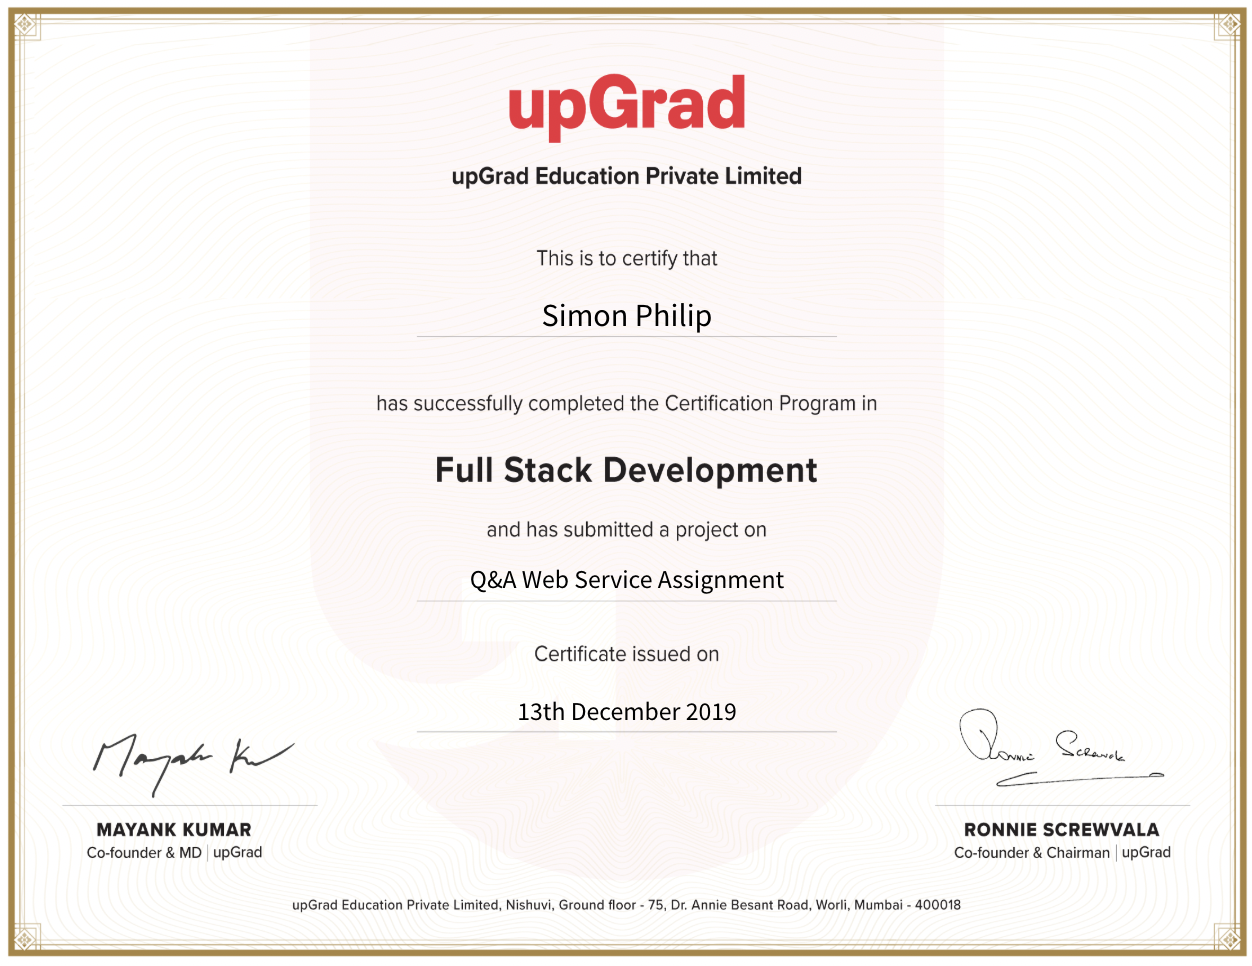 upGrad
upGrad Education Private Limited
This is to certify that
Simon Philip
has successfully completed the Certification Program in
Full Stack Development
and has submitted a project on
Q&A Web Service Assignment
Certificate issued on
13th December 2019
Mayank Ku
Ronnie Screwvala
MAYANK KUMAR
Co-founder & MD | upGrad
RONNIE SCREWVALA
Co-founder & Chairman | upGrad
upGrad Education Private Limited, Nishuvi, Ground floor - 75, Dr. Annie Besant Road, Worli, Mumbai - 400018